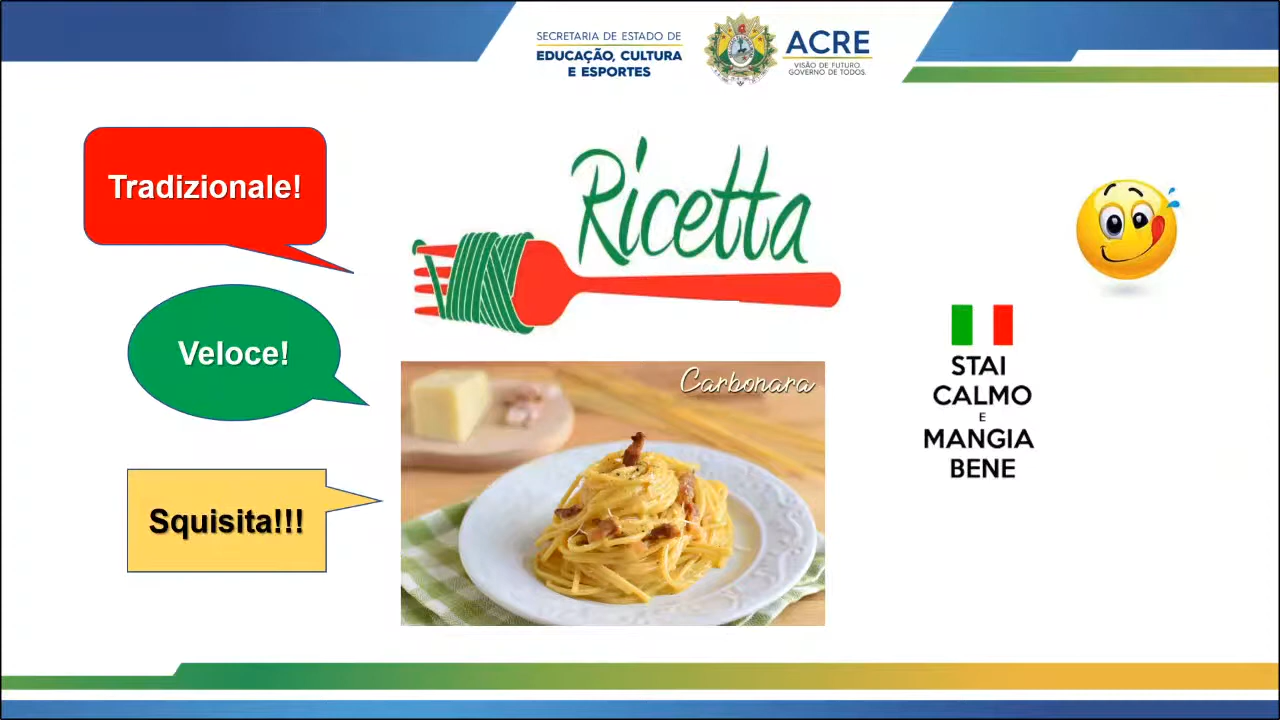 SECRETARIA DE ESTADO DE
EDUCAÇÃO, CULTURA
E ESPORTES
ACRE
VISÃO DE FUTURO
GOVERNO DE TODOS
Tradizionale!
Ricetta
Veloce!
Carbonara
STAI
CALMO
E
MANGIA
BENE
Squisita!!!